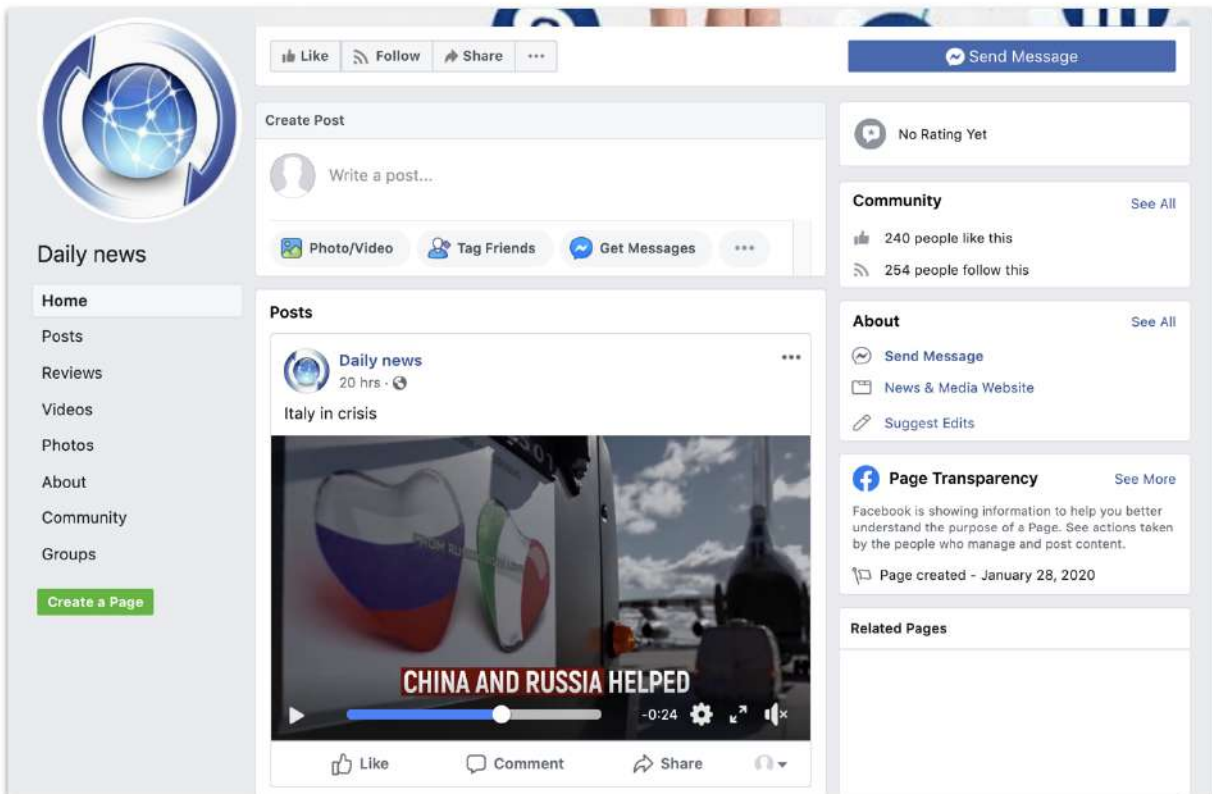 Like
Follow
Share
Send Message
Create Post
Write a post...
Photo/Video
Tag Friends
Get Messages
Daily news
Home
Posts
Reviews
Videos
Photos
About
Community
Groups
Create a Page
Posts
Daily news
20 hrs
Italy in crisis
CHINA AND RUSSIA HELPED
-0:24
Like
Comment
Share
No Rating Yet
Community See All
240 people like this
254 people follow this
About See All
Send Message
News & Media Website
Suggest Edits
Page Transparency See More
Facebook is showing information to help you better
understand the purpose of a Page. See actions taken
by the people who manage and post content.
Page created - January 28, 2020
Related Pages